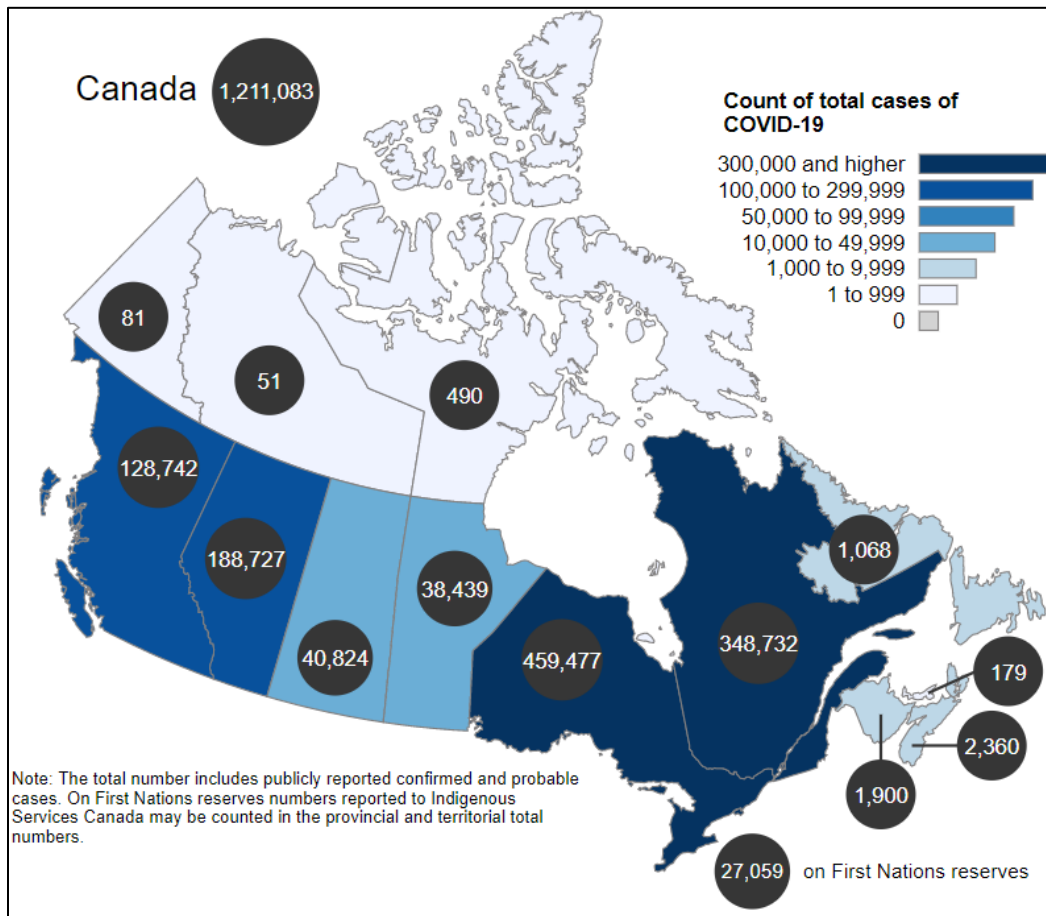 Canada
1,211,083
Count of total cases of
COVID-19
300,000 and higher
100,000 to 299,999
50,000 to 99,999
10,000 to 49,999
1,000 to 9,999
1 to 999
0
81
51
490
128,742
188,727
40,824
38,439
459,477
348,732
1,068
179
2,360
1,900
Note: The total number includes publicly reported confirmed and probable
cases. On First Nations reserves numbers reported to Indigenous
Services Canada may be counted in the provincial and territorial total
numbers.
27,059
on First Nations reserves